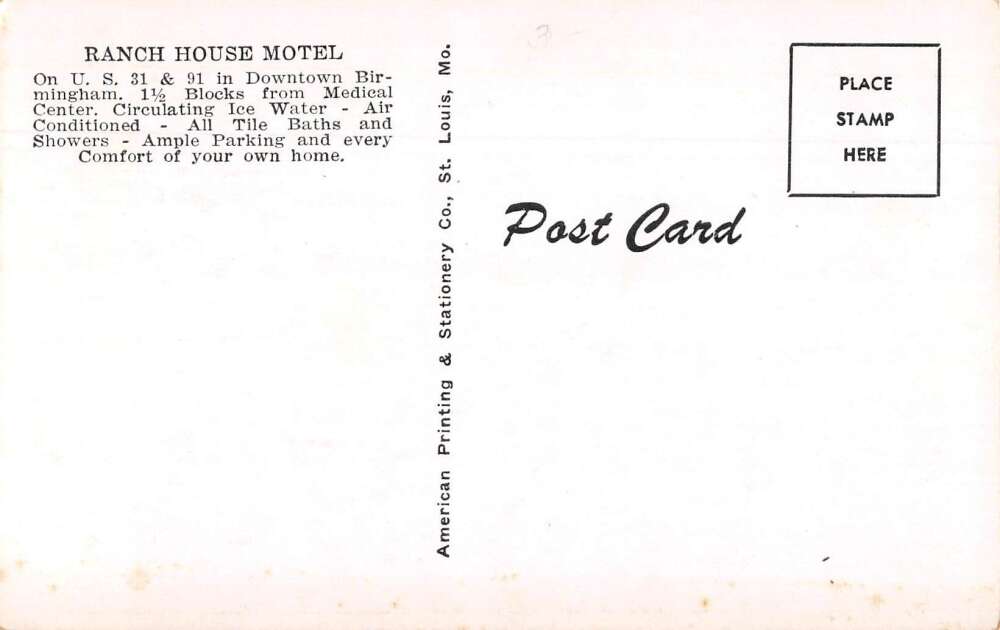 RANCH HOUSE MOTEL
On U. S. 31 & 91 in Downtown Bir-
mingham. 1½ Blocks from Medical
Center. Circulating Ice Water - Air
Conditioned - All Tile Baths and
Showers - Ample Parking and every
Comfort of your own home.
American Printing & Stationery Co., St. Louis, Mo.
3
Post Card
PLACE
STAMP
HERE